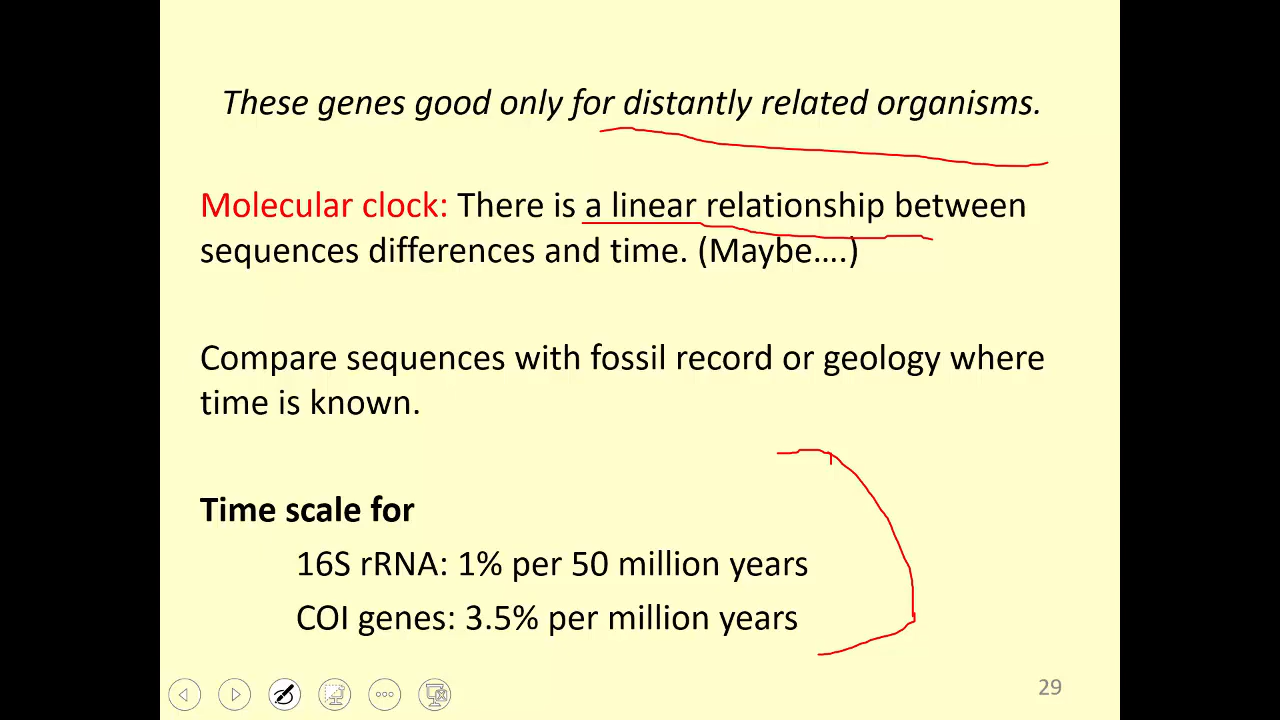 These genes good only for distantly related organisms.
Molecular clock: There is a linear relationship between
sequences differences and time. (Maybe....)
Compare sequences with fossil record or geology where
time is known.
Time scale for
16S rRNA: 1% per 50 million years
COI genes: 3.5% per million years
29